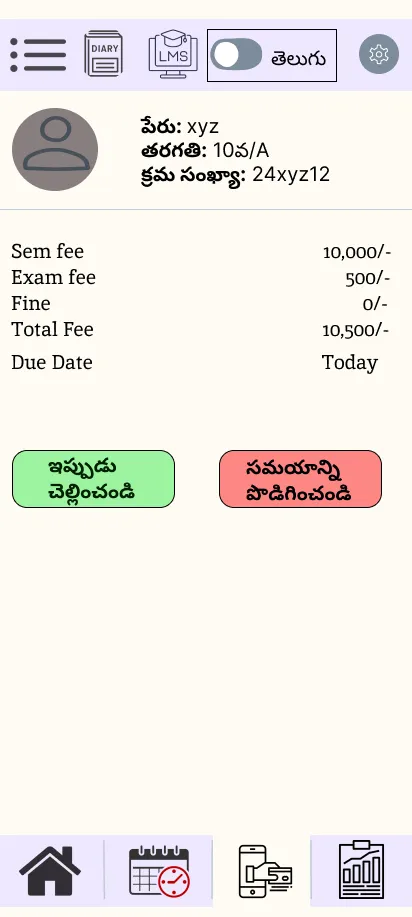 DIARY
LMS
తెలుగు
పేరు: xyz
తరగతి: 10వ/A
క్రమ సంఖ్యా: 24xyz12
Sem fee 10,000/-
Exam fee 500/-
Fine 0/-
Total Fee 10,500/-
Due Date Today
ఇప్పుడు
చెల్లించండి
సమయాన్ని
పొడిగించండి